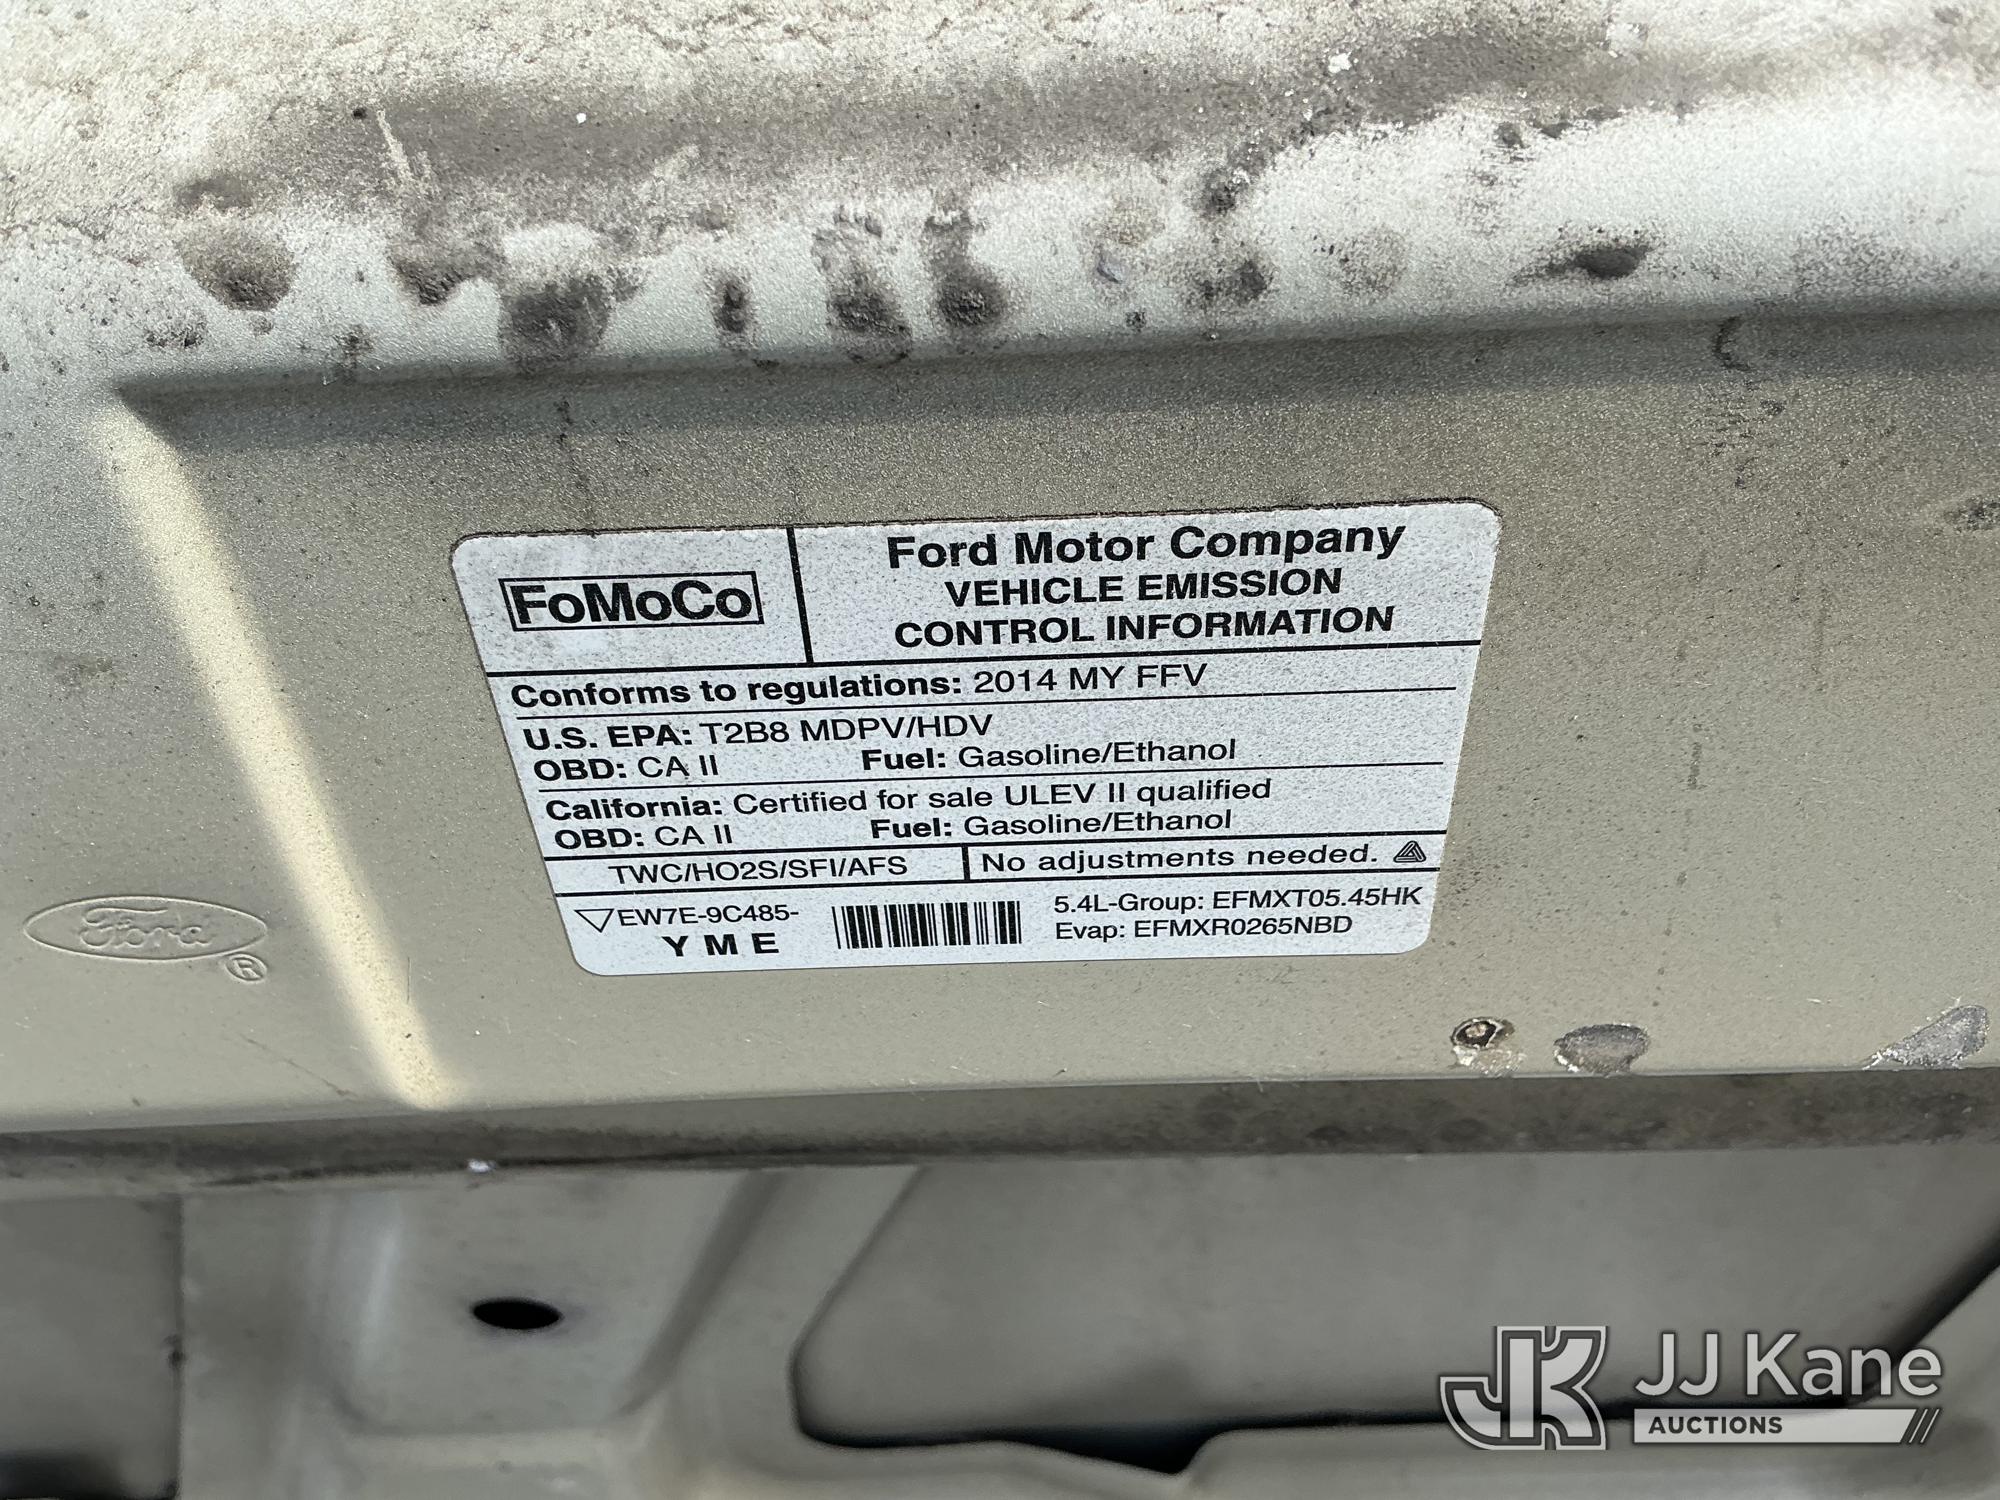 FoMoCo
Ford Motor Company
VEHICLE EMISSION
CONTROL INFORMATION
Conforms to regulations: 2014 MY FFV
U.S. EPA: T2B8 MDPV/HDV
OBD: CA II Fuel: Gasoline/Ethanol
California: Certified for sale ULEV II qualified
OBD: CA II Fuel: Gasoline/Ethanol
TWC/HO2S/SFI/AFS No adjustments needed.
EW7E-9C485-
YME
5.4L-Group: EFMXT05.45HK
Evap: EFMXR0265NBD
Ford
®
JK
JJ Kane
AUCTIONS